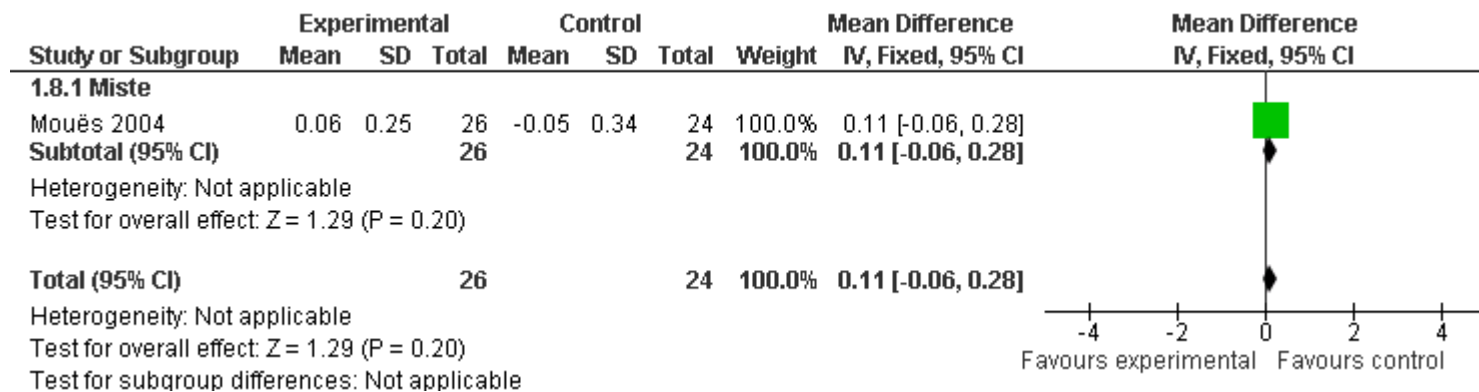 Experimental Control Mean Difference Mean Difference
Study or Subgroup Mean SD Total Mean SD Total Weight IV, Fixed, 95% CI IV, Fixed, 95% CI
1.8.1 Miste
Mouës 2004 0.06 0.25 26 -0.05 0.34 24 100.0% 0.11 [-0.06, 0.28]
Subtotal (95% CI) 26 24 100.0% 0.11 [-0.06, 0.28]
Heterogeneity: Not applicable
Test for overall effect: Z = 1.29 (P = 0.20)
Total (95% CI) 26 24 100.0% 0.11 [-0.06, 0.28]
Heterogeneity: Not applicable
Test for overall effect: Z = 1.29 (P = 0.20)
Test for subgroup differences: Not applicable
-4 -2 0 2 4
Favours experimental Favours control